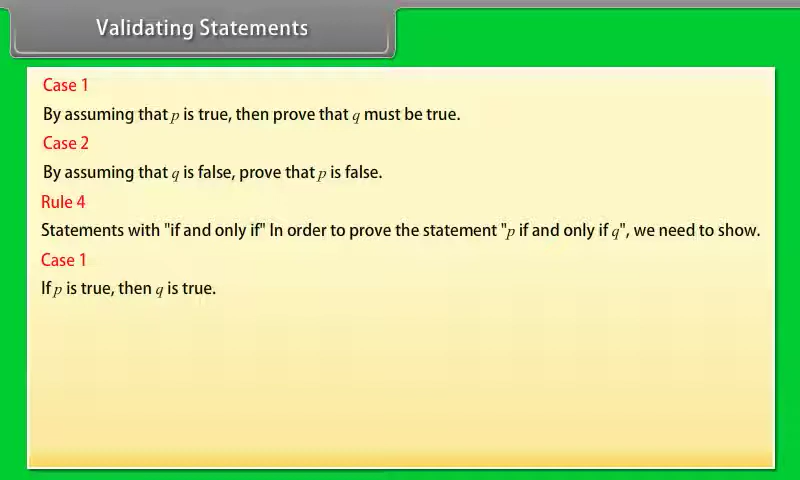 Validating Statements
Case 1
By assuming that p is true, then prove that q must be true.
Case 2
By assuming that q is false, prove that p is false.
Rule 4
Statements with "if and only if" In order to prove the statement "p if and only if q", we need to show.
Case 1
If p is true, then q is true.